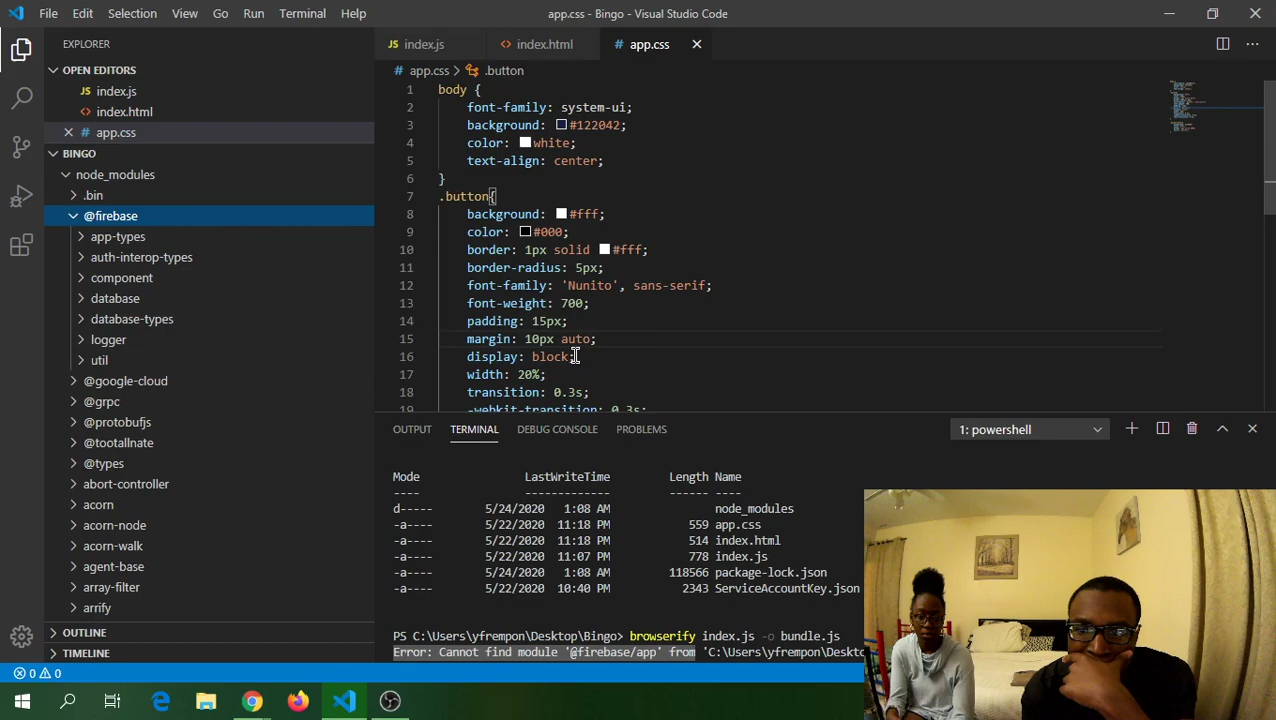 File Edit Selection View Go Run Terminal Help app.css - Bingo - Visual Studio Code
EXPLORER
OPEN EDITORS
index.js
index.html
app.css
BINGO
node_modules
.bin
@firebase
app-types
auth-interop-types
component
database
database-types
logger
util
@google-cloud
@grpc
@protobufjs
@tootallnate
@types
abort-controller
acorn
acorn-node
acorn-walk
agent-base
array-filter
arrify
OUTLINE
TIMELINE
index.js index.html app.css
app.css > .button
1 body {
2 font-family: system-ui;
3 background: #122042;
4 color: white;
5 text-align: center;
6 }
7 .button{
8 background: #fff;
9 color: #000;
10 border: 1px solid #fff;
11 border-radius: 5px;
12 font-family: 'Nunito', sans-serif;
13 font-weight: 700;
14 padding: 15px;
15 margin: 10px auto;
16 display: block;
17 width: 20%;
18 transition: 0.3s;
19 -webkit-transition: 0.3s;
OUTPUT TERMINAL DEBUG CONSOLE PROBLEMS 1: powershell
Mode LastWriteTime Length Name
---- ------------- ------ ----
d----- 5/24/2020 1:08 AM node_modules
-a---- 5/22/2020 11:18 PM 559 app.css
-a---- 5/22/2020 11:18 PM 514 index.html
-a---- 5/22/2020 11:07 PM 778 index.js
-a---- 5/24/2020 1:08 AM 118566 package-lock.json
-a---- 5/22/2020 10:40 PM 2343 ServiceAccountKey.json
PS C:\Users\yfrempon\Desktop\Bingo> browserify index.js -o bundle.js
Error: Cannot find module '@firebase/app' from 'C:\Users\yfrempon\Deskto
0 0